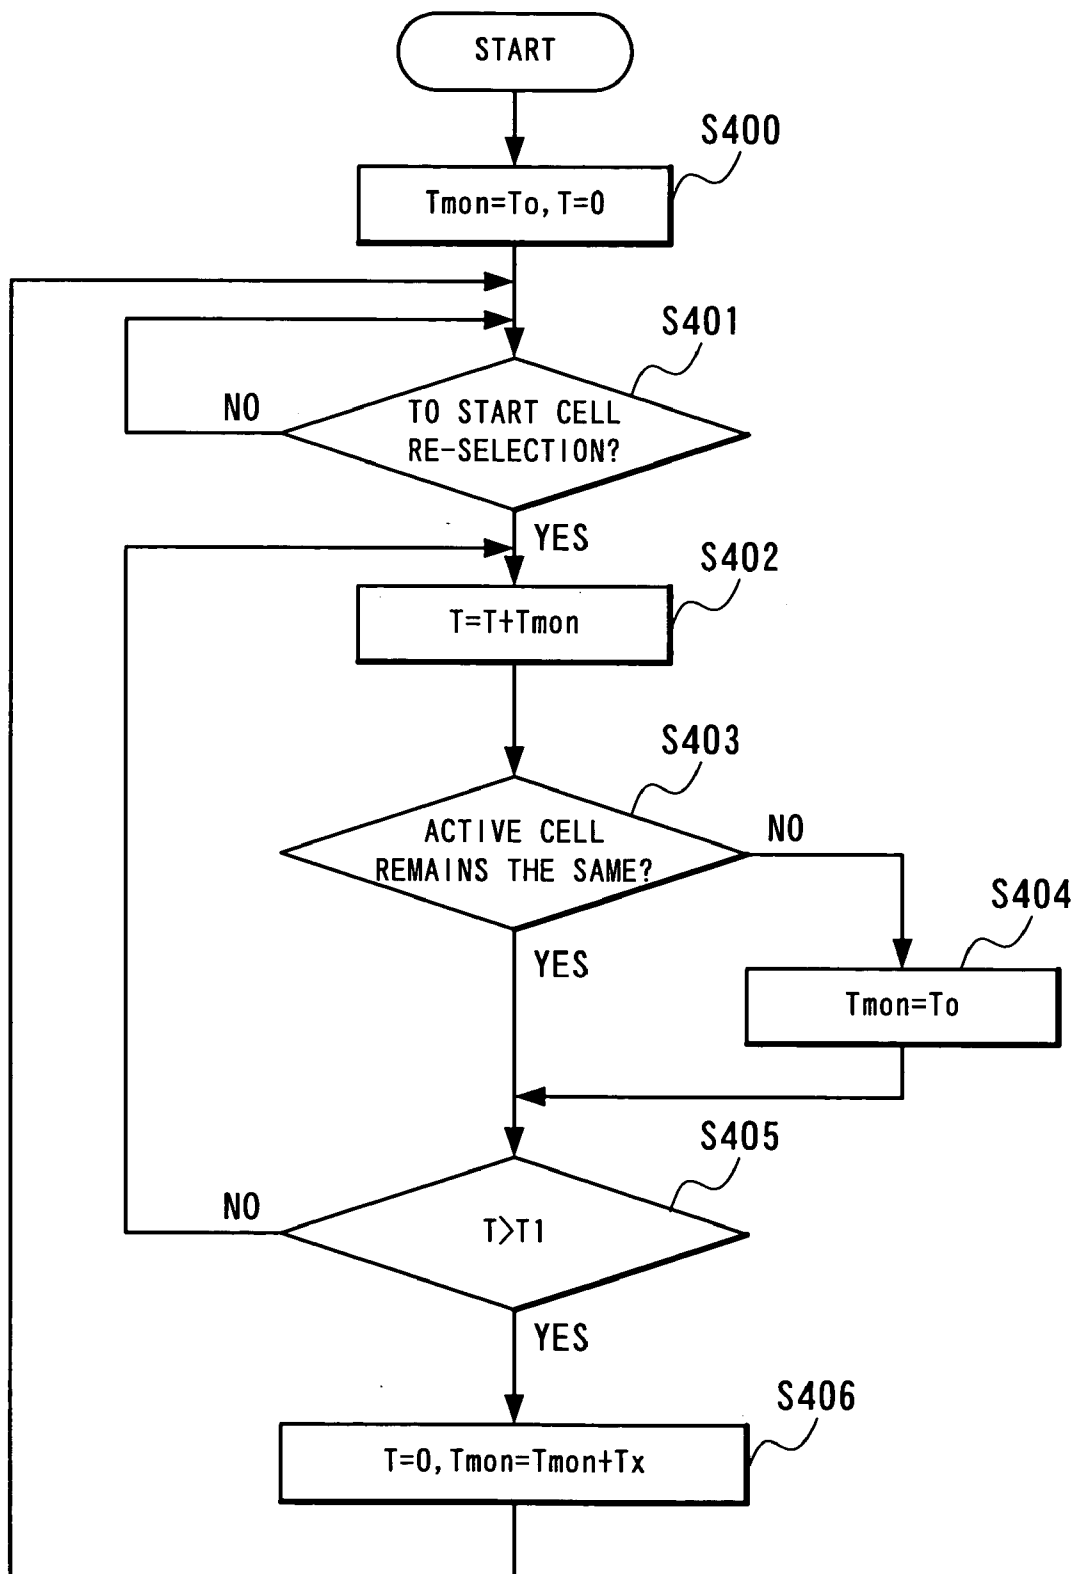 START
S400
Tmon=To, T=0
S401
NO
TO START CELL
RE-SELECTION?
YES
S402
T=T+Tmon
S403
ACTIVE CELL
REMAINS THE SAME?
NO
S404
YES
Tmon=To
S405
NO
T>T1
YES
S406
T=0, Tmon=Tmon+Tx